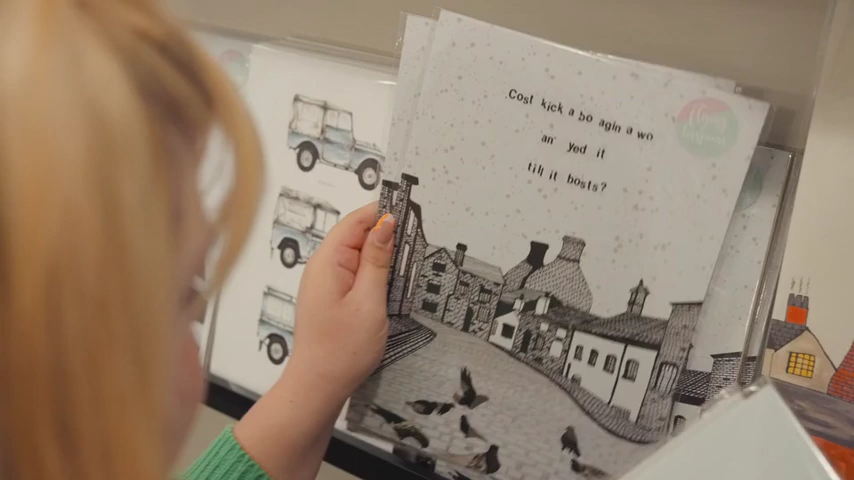 Cost kick a bo agin a wo
an' yed it
till it bosts?